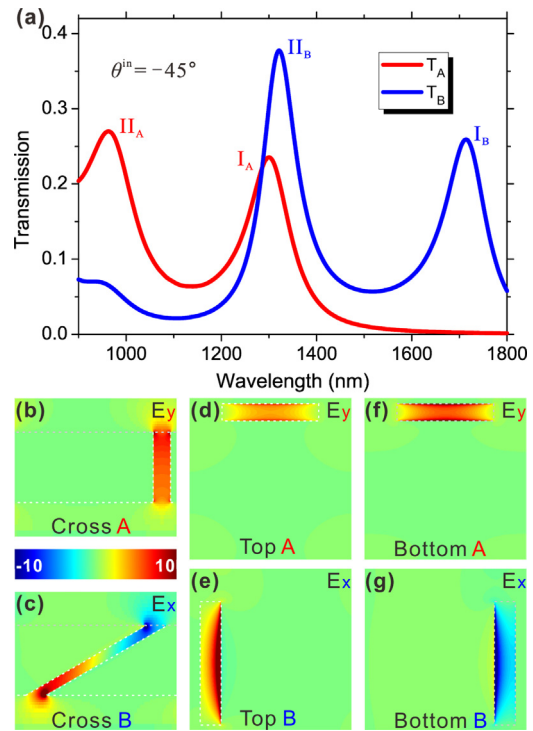 (a)
0.4
0.3
0.2
0.1
0.0
Transmission
θⁱⁿ = −45°
II_A
I_A
II_B
I_B
T_A
T_B
1000 1200 1400 1600 1800
Wavelength (nm)
(b) Ey
Cross A
(d) Ey
Top A
(f) Ey
Bottom A
-10 10
(c) Ex
Cross B
(e) Ex
Top B
(g) Ex
Bottom B